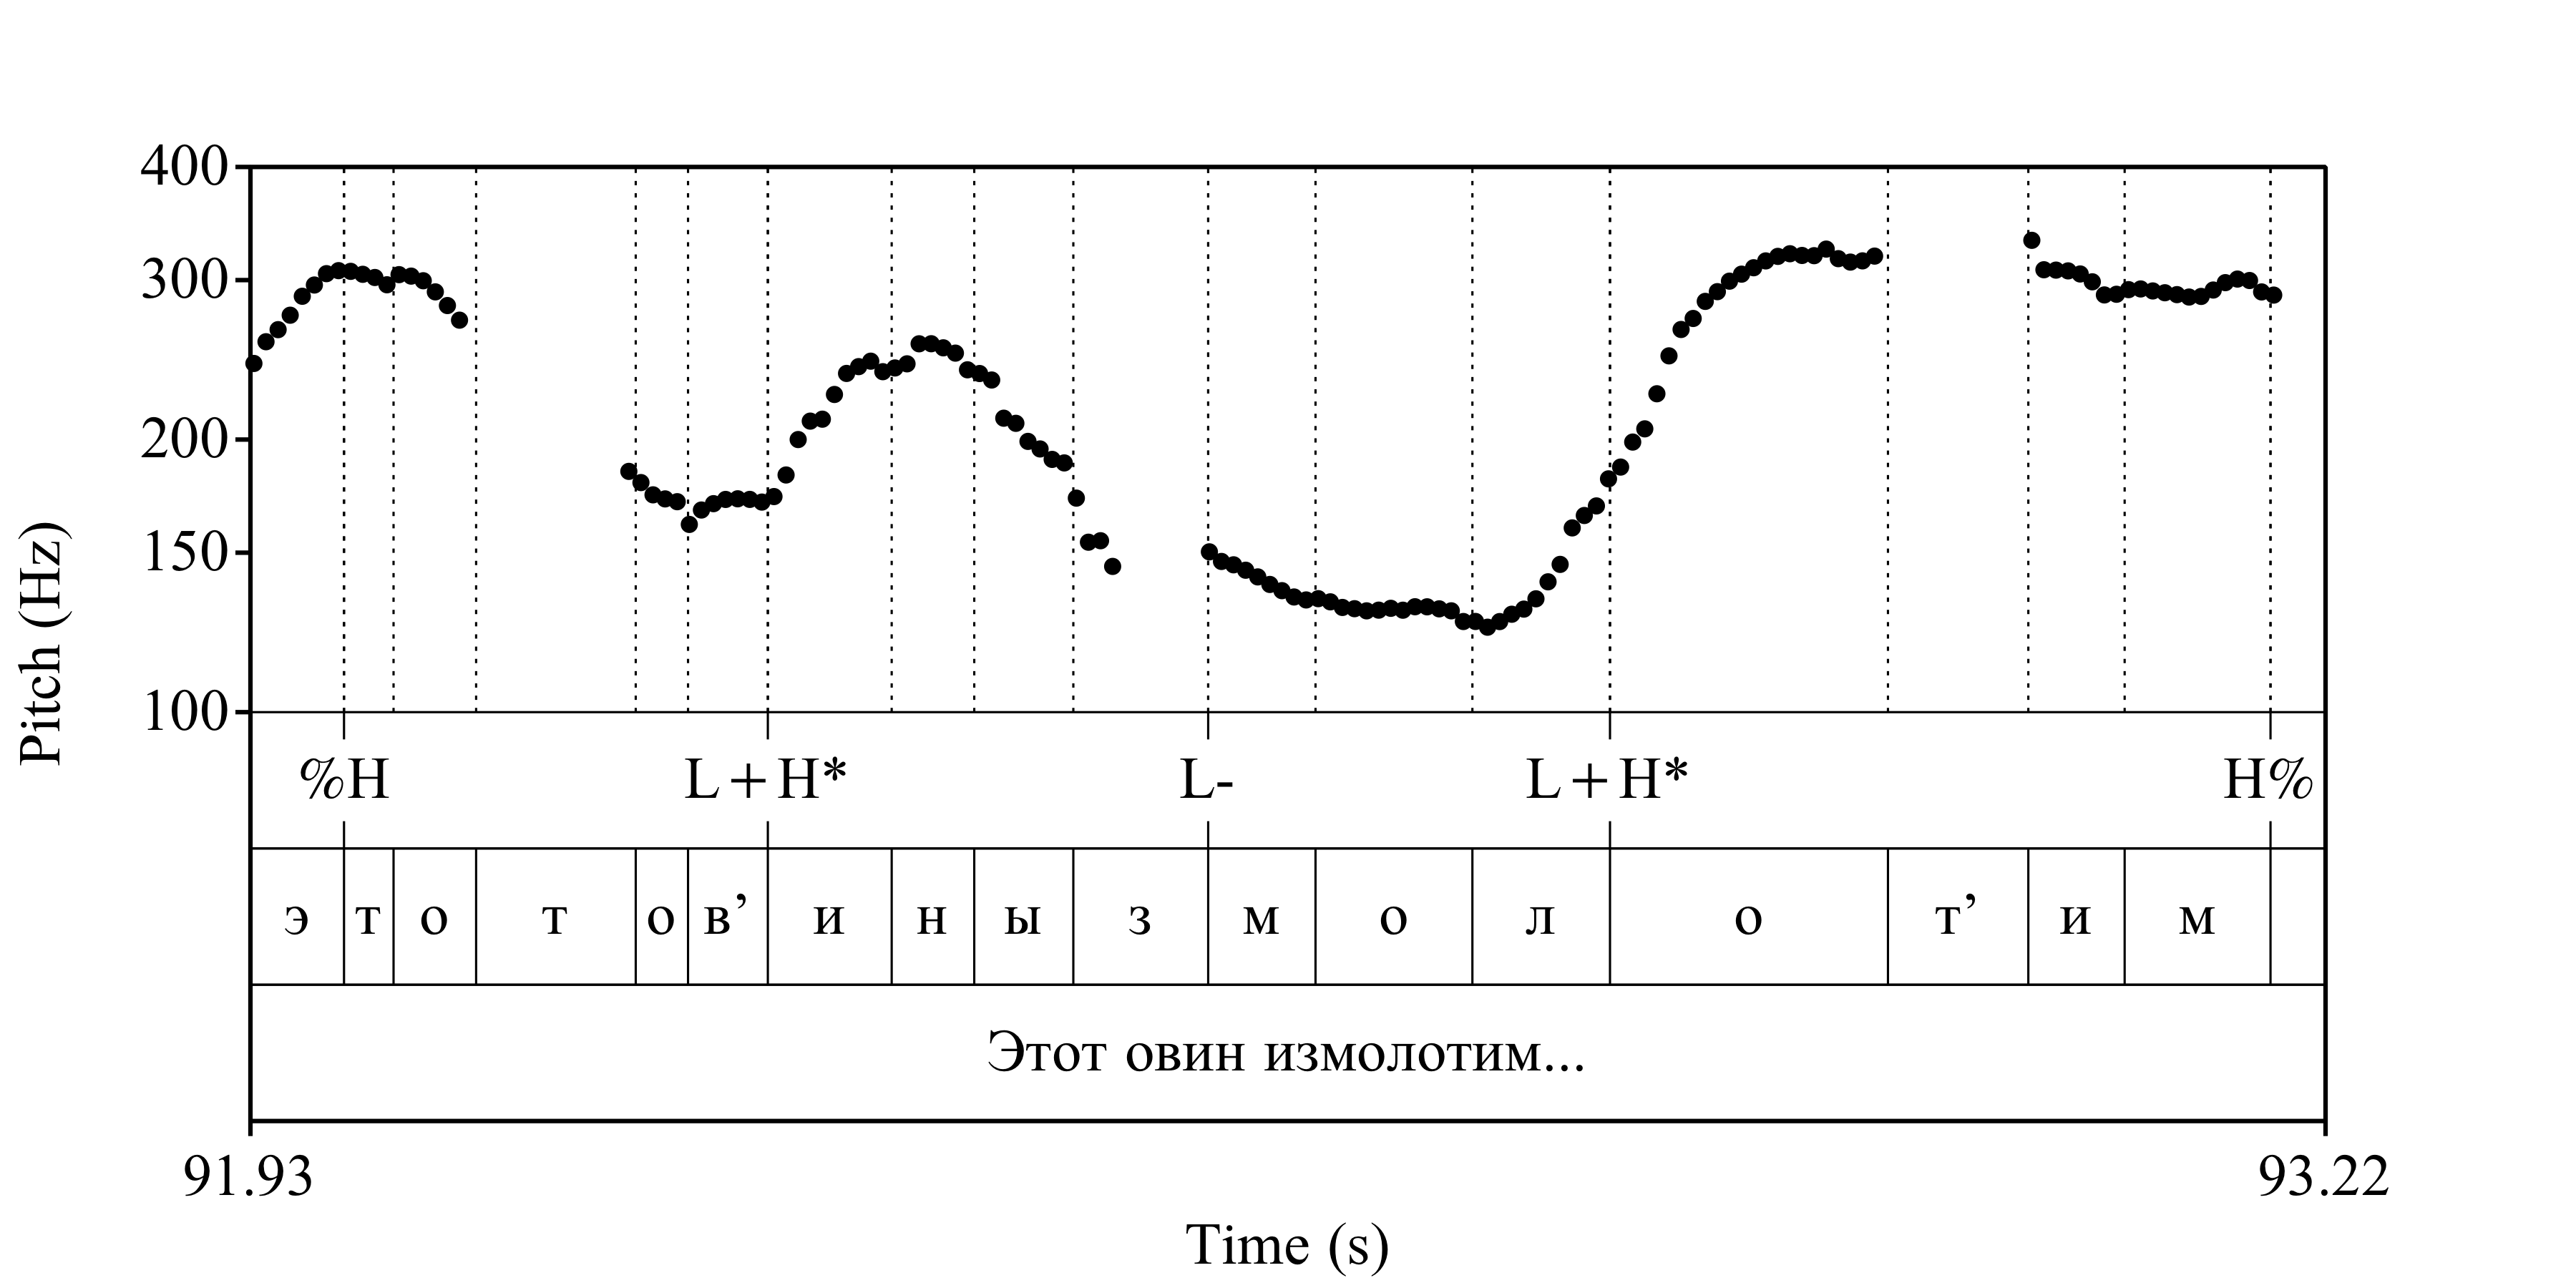 400
300
200
150
100
Pitch (Hz)
%H L+H* L- L+H* H%
э т о т о в’ и н ы з м о л о т’ и м
Этот овин измолотим...
91.93 93.22
Time (s)